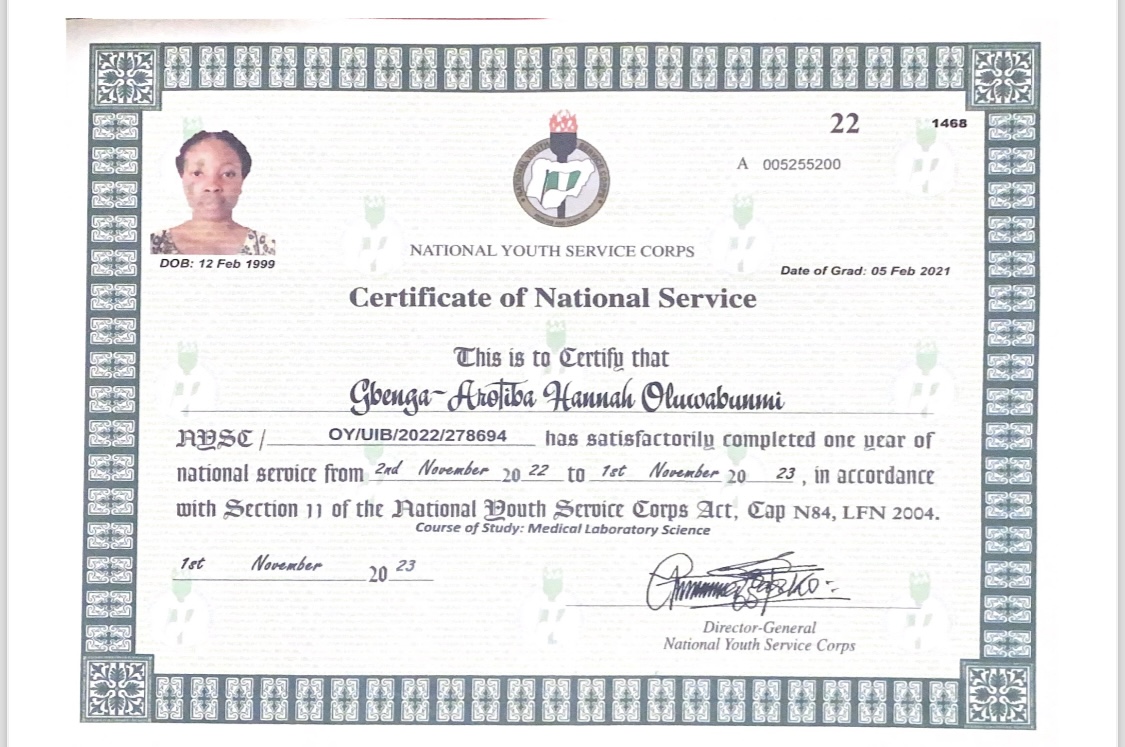 22
1468
A 005255200
NATIONAL YOUTH SERVICE CORPS
DOB: 12 Feb 1999
Date of Grad: 05 Feb 2021
Certificate of National Service
This is to Certify that
Gbenga-Arotiba Hannah Oluwabunmi
NYSC / OY/UIB/2022/278694 has satisfactorily completed one year of
national service from 2nd November 20 22 to 1st November 20 23 , in accordance
with Section 11 of the National Youth Service Corps Act, Cap N84, LFN 2004.
Course of Study: Medical Laboratory Science
1st November 20 23
Director-General
National Youth Service Corps